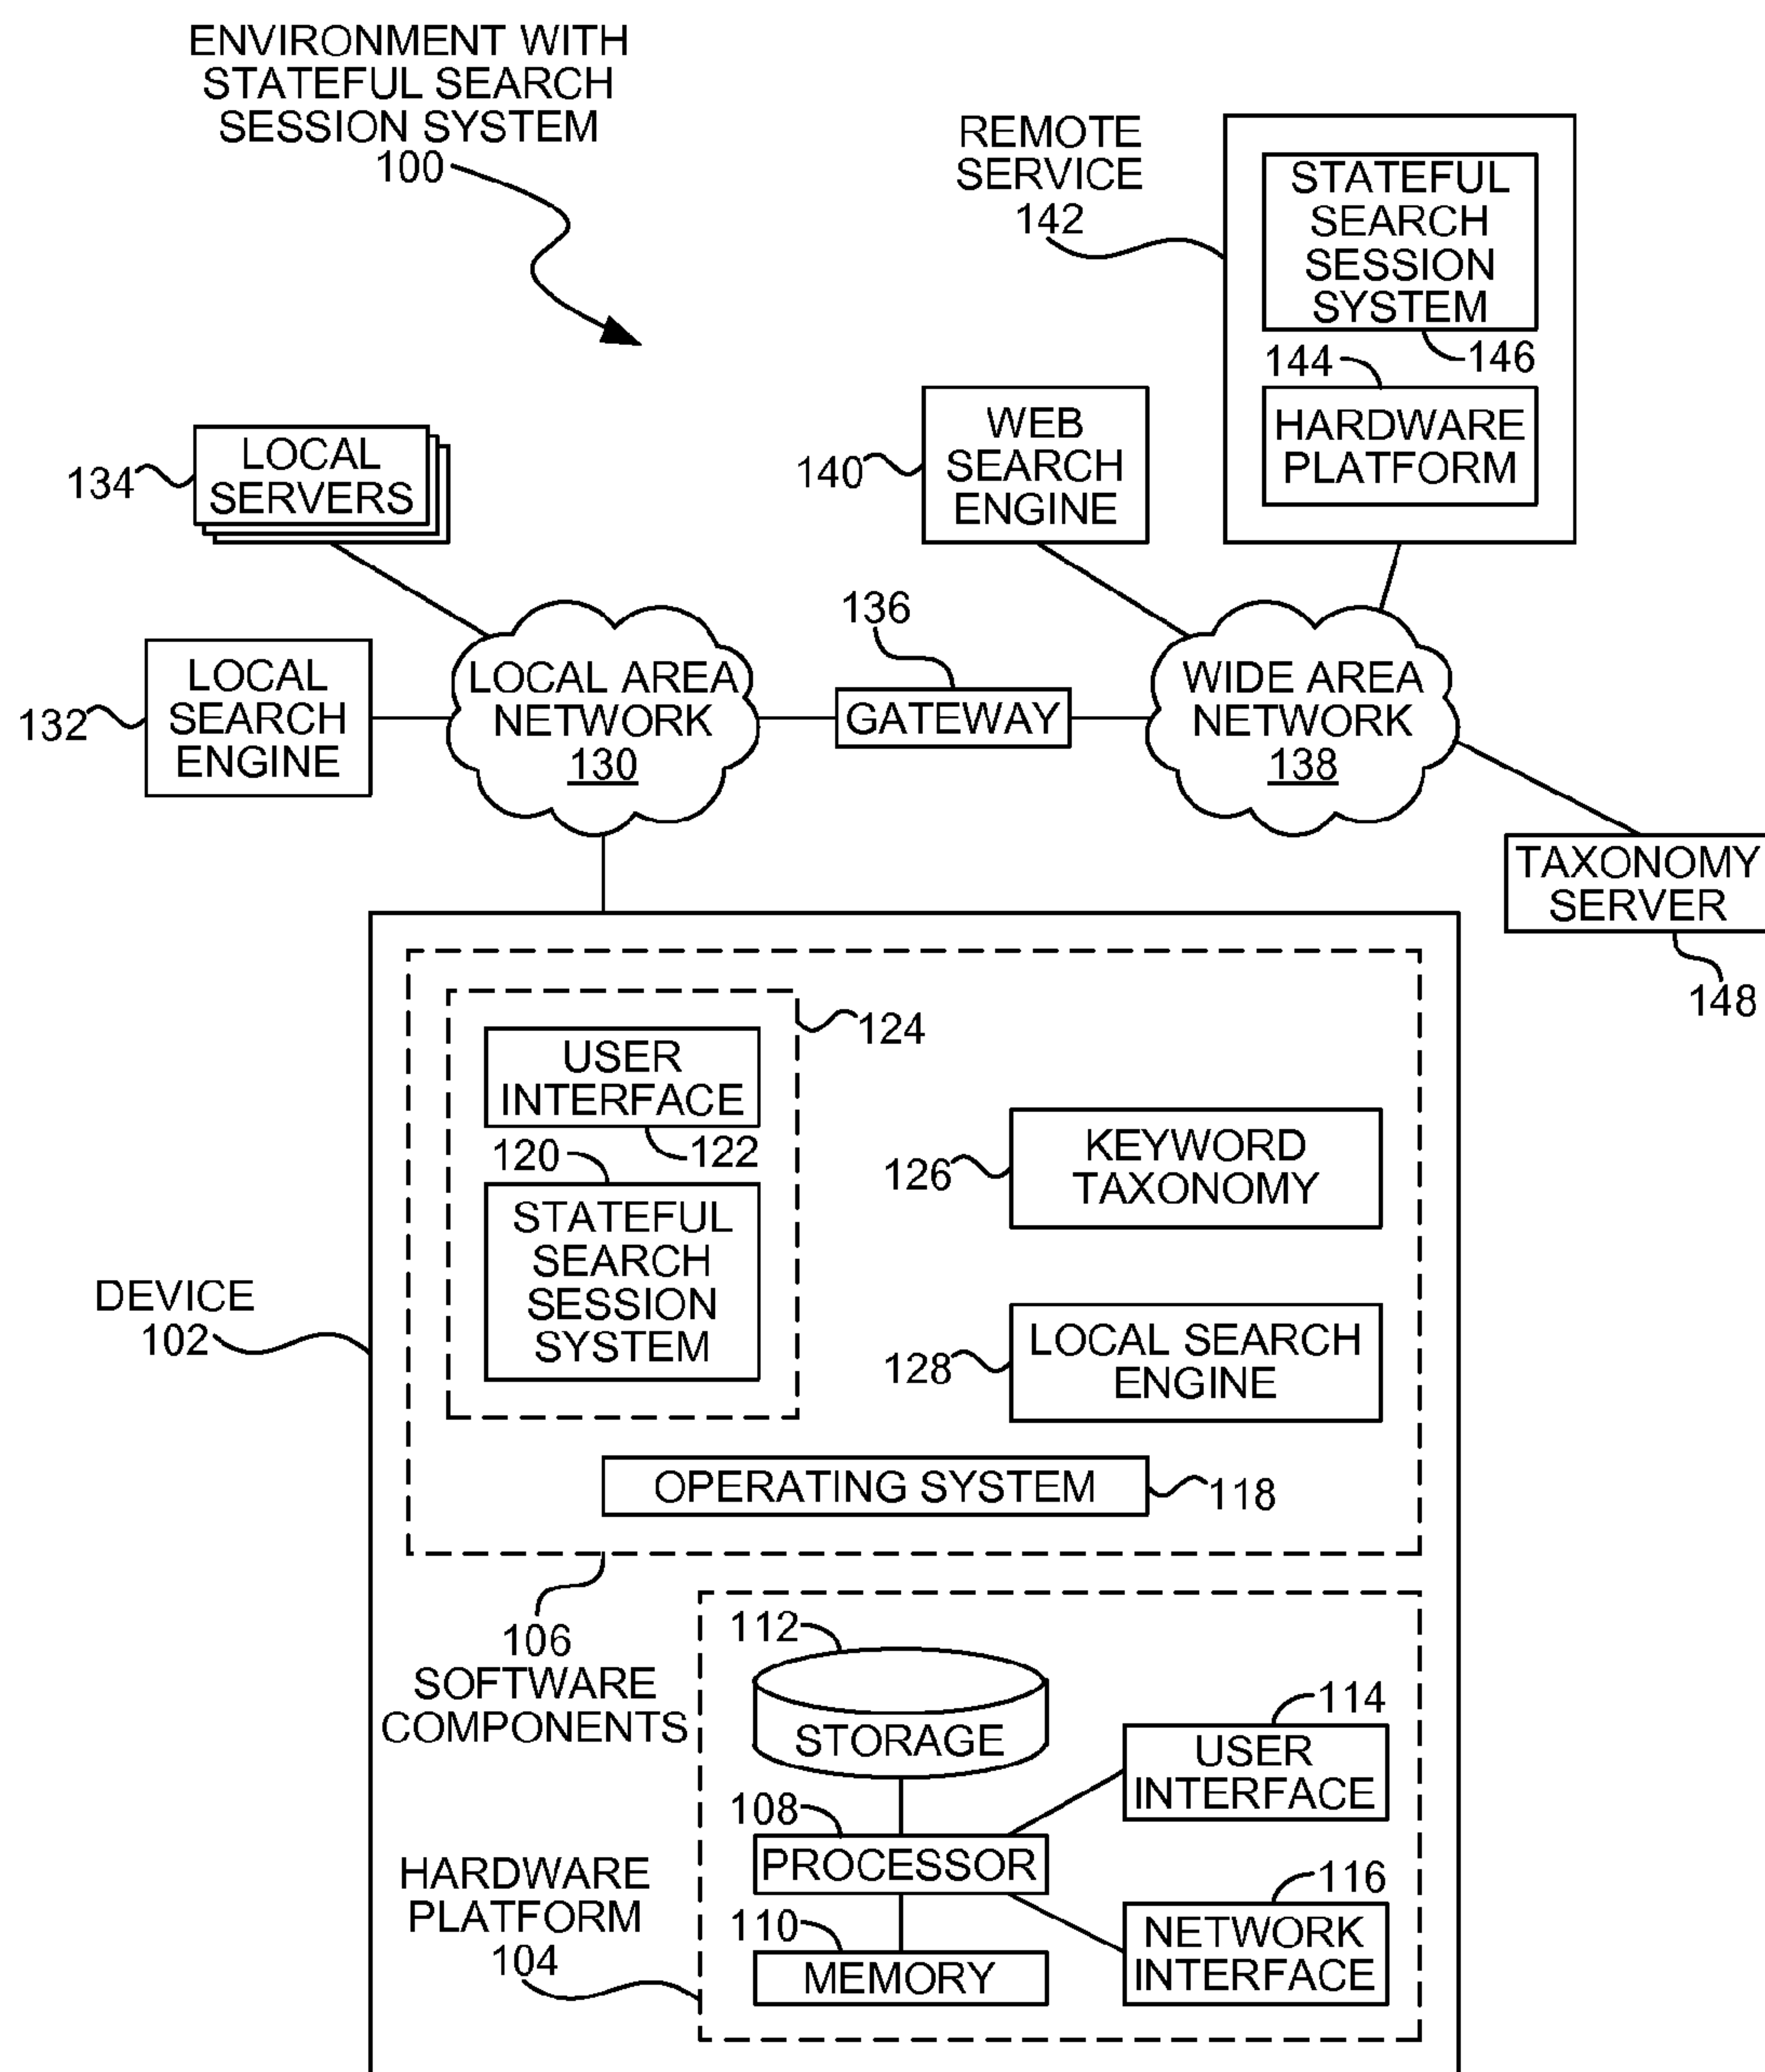 ENVIRONMENT WITH
STATEFUL SEARCH
SESSION SYSTEM
100
REMOTE
SERVICE
142
STATEFUL
SEARCH
SESSION
SYSTEM
146
144
HARDWARE
PLATFORM
WEB
SEARCH
ENGINE
140
LOCAL
SERVERS
134
136
LOCAL
SEARCH
ENGINE
132
LOCAL AREA
NETWORK
130
GATEWAY
WIDE AREA
NETWORK
138
TAXONOMY
SERVER
148
124
USER
INTERFACE
122
120
STATEFUL
SEARCH
SESSION
SYSTEM
KEYWORD
TAXONOMY
126
LOCAL SEARCH
ENGINE
128
DEVICE
102
OPERATING SYSTEM
118
106
SOFTWARE
COMPONENTS
112
STORAGE
114
USER
INTERFACE
108
PROCESSOR
HARDWARE
PLATFORM
104
116
NETWORK
INTERFACE
110
MEMORY